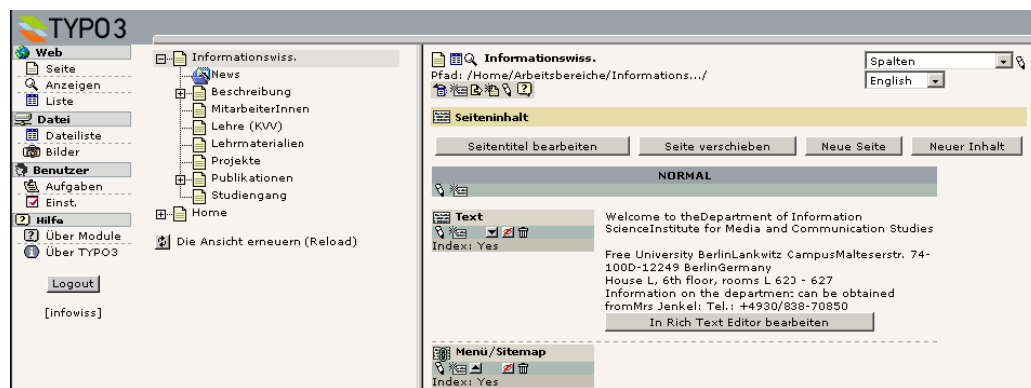 TYPO3
Web
Seite
Anzeigen
Liste
Datei
Dateiliste
Bilder
Benutzer
Aufgaben
Einst.
Hilfe
Über Module
Über TYPO3
Logout
[infowiss]
Informationswiss.
News
Beschreibung
MitarbeiterInnen
Lehre (KVV)
Lehrmaterialien
Projekte
Publikationen
Studiengang
Home
Die Ansicht erneuern (Reload)
Informationswiss.
Pfad: /Home/Arbeitsbereiche/Informations.../
Spalten
English
Seiteninhalt
Seitentitel bearbeiten
Seite verschieben
Neue Seite
Neuer Inhalt
NORMAL
Text
Index: Yes
Welcome to theDepartment of Information
ScienceInstitute for Media and Communication Studies
Free University BerlinLankwitz CampusMalteserstr. 74-
100D-12249 BerlinGermany
House L, 6th floor, rooms L 620 - 627
Information on the department can be obtained
fromMrs Jenkel: Tel.: +4930/838-70850
In Rich Text Editor bearbeiten
Menü/Sitemap
Index: Yes